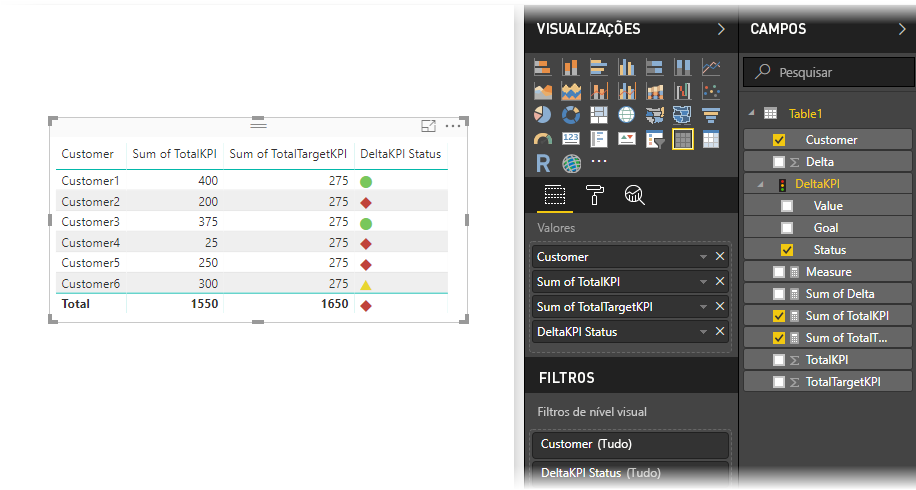 VISUALIZAÇÕES
CAMPOS
Pesquisar
Table1
Customer
Delta
DeltaKPI
Value
Goal
Status
Measure
Sum of Delta
Sum of TotalKPI
Sum of TotalT...
TotalKPI
TotalTargetKPI
123
R
Valores
Customer
Sum of TotalKPI
Sum of TotalTargetKPI
DeltaKPI Status
FILTROS
Filtros de nível visual
Customer (Tudo)
DeltaKPI Status (Tudo)
Customer Sum of TotalKPI Sum of TotalTargetKPI DeltaKPI Status
Customer1 400 275
Customer2 200 275
Customer3 375 275
Customer4 25 275
Customer5 250 275
Customer6 300 275
Total 1550 1650